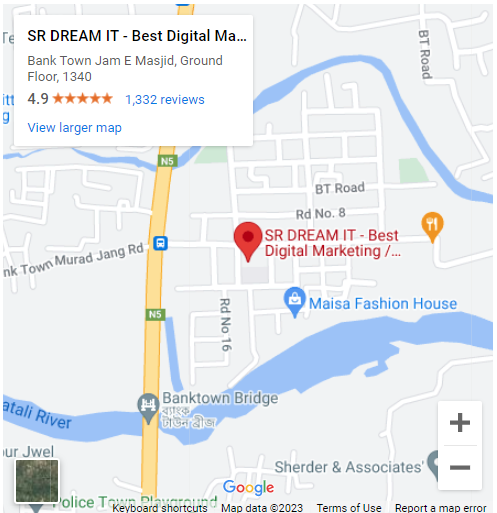 SR DREAM IT - Best Digital Ma...
Bank Town Jam E Masjid, Ground
Floor, 1340
4.9
1,332 reviews
View larger map
BT Road
N5
BT Road
Rd No. 8
SR DREAM IT - Best
Digital Marketing /...
nk Town Murad Jang Rd
Maisa Fashion House
N5
Rd No 16
Banktown Bridge
ব্যাংক
টাউন ব্রীজ
atali River
our Jwel
Sherder & Associates'
Google
Police Town Playground
Keyboard shortcuts
Map data ©2023
Terms of Use
Report a map error